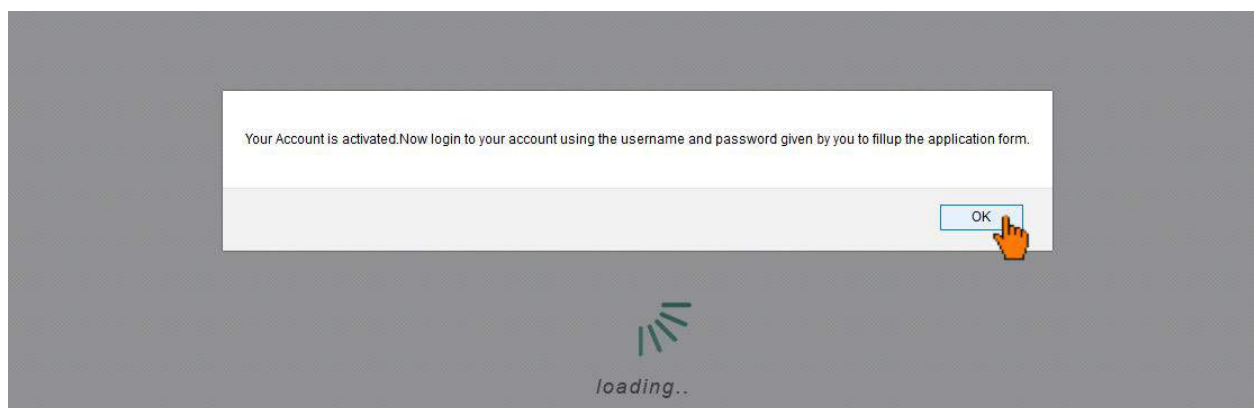 Your Account is activated.Now login to your account using the username and password given by you to fillup the application form.
OK
loading..